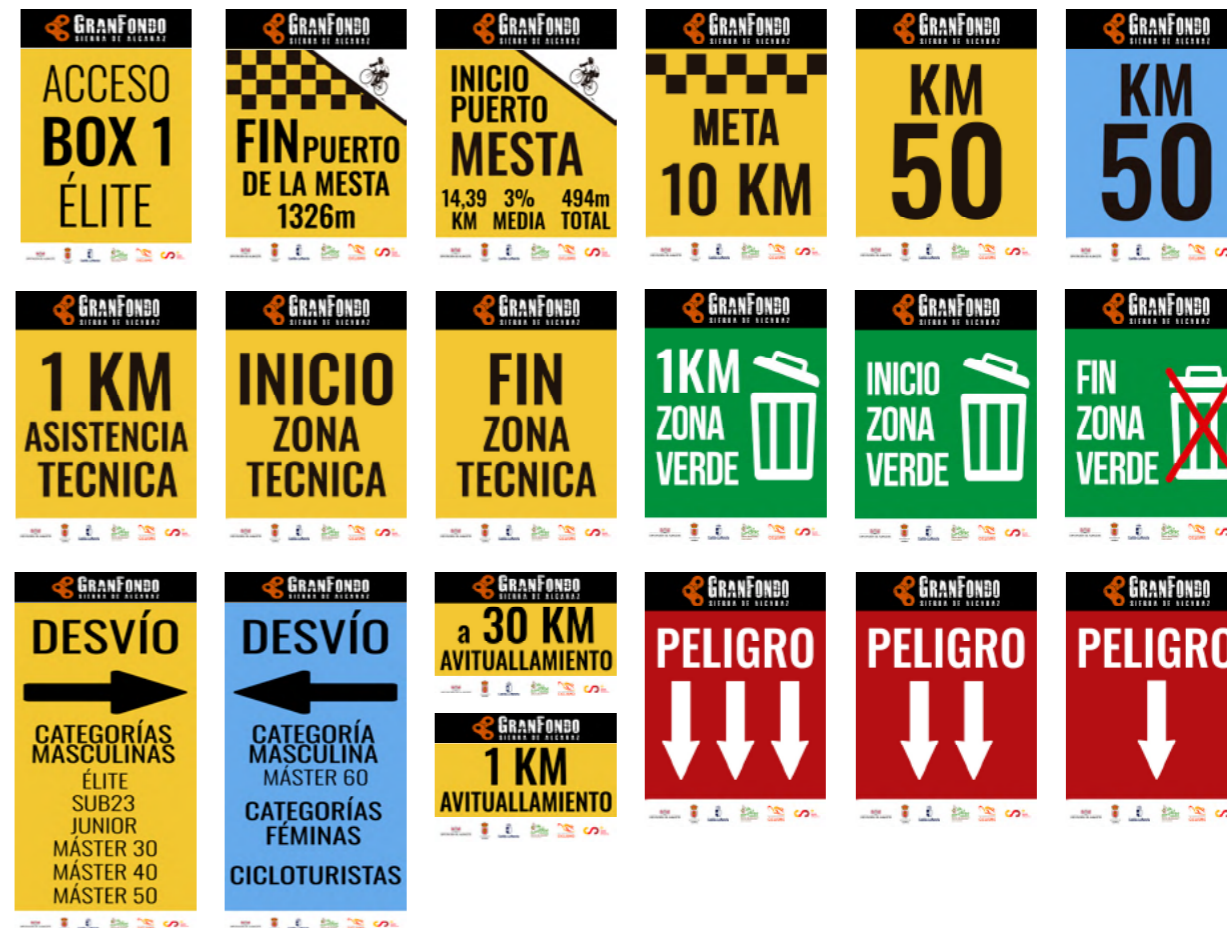 GRANFONDO
SIERRA DE ALCARAZ
ACCESO
BOX 1
ÉLITE
GRANFONDO
SIERRA DE ALCARAZ
FIN PUERTO
DE LA MESTA
1326m
GRANFONDO
SIERRA DE ALCARAZ
INICIO
PUERTO
MESTA
14,39 3% 494m
KM MEDIA TOTAL
GRANFONDO
SIERRA DE ALCARAZ
META
10 KM
GRANFONDO
SIERRA DE ALCARAZ
KM
50
GRANFONDO
SIERRA DE ALCARAZ
KM
50
GRANFONDO
SIERRA DE ALCARAZ
1 KM
ASISTENCIA
TECNICA
GRANFONDO
SIERRA DE ALCARAZ
INICIO
ZONA
TECNICA
GRANFONDO
SIERRA DE ALCARAZ
FIN
ZONA
TECNICA
GRANFONDO
SIERRA DE ALCARAZ
1KM
ZONA
VERDE
GRANFONDO
SIERRA DE ALCARAZ
INICIO
ZONA
VERDE
GRANFONDO
SIERRA DE ALCARAZ
FIN
ZONA
VERDE
GRANFONDO
SIERRA DE ALCARAZ
DESVÍO
CATEGORÍAS
MASCULINAS
ÉLITE
SUB23
JUNIOR
MÁSTER 30
MÁSTER 40
MÁSTER 50
GRANFONDO
SIERRA DE ALCARAZ
DESVÍO
CATEGORÍA
MASCULINA
MÁSTER 60
CATEGORÍAS
FÉMINAS
CICLOTURISTAS
GRANFONDO
SIERRA DE ALCARAZ
a 30 KM
AVITUALLAMIENTO
GRANFONDO
SIERRA DE ALCARAZ
1 KM
AVITUALLAMIENTO
GRANFONDO
SIERRA DE ALCARAZ
PELIGRO
GRANFONDO
SIERRA DE ALCARAZ
PELIGRO
GRANFONDO
SIERRA DE ALCARAZ
PELIGRO